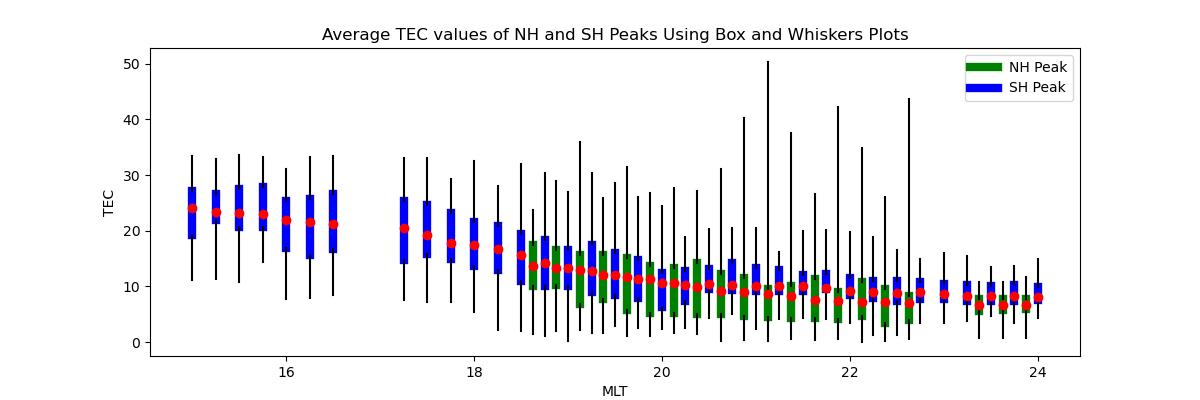 Average TEC values of NH and SH Peaks Using Box and Whiskers Plots
NH Peak
SH Peak
50
40
30
20
10
0
TEC
16 18 20 22 24
MLT